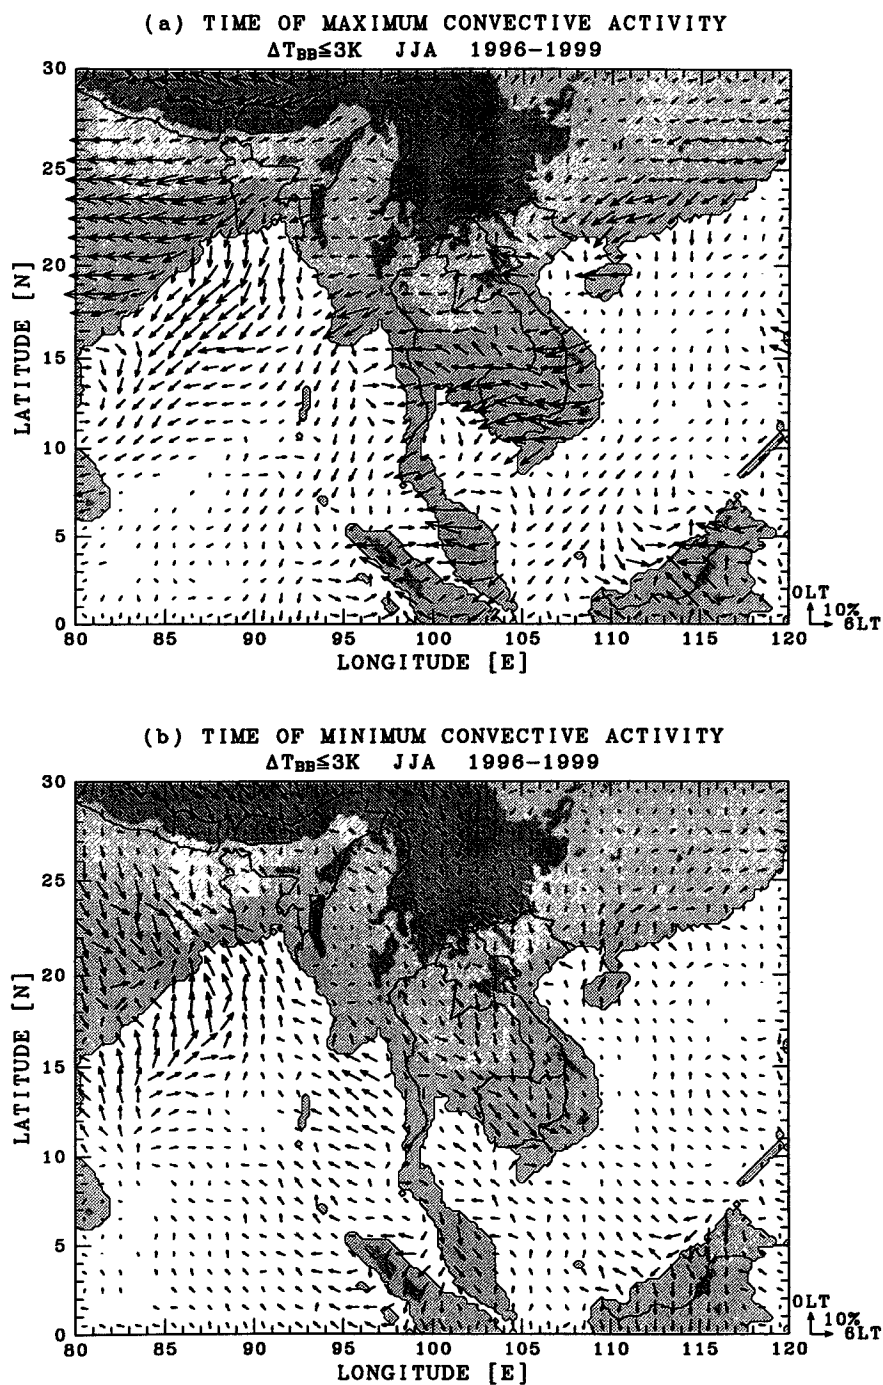 (a) TIME OF MAXIMUM CONVECTIVE ACTIVITY
ΔTBB≦3K JJA 1996-1999
30
25
20
15
10
5
0
LATITUDE [N]
80 85 90 95 100 105 110 115 120
LONGITUDE [E]
0LT
10%
6LT
(b) TIME OF MINIMUM CONVECTIVE ACTIVITY
ΔTBB≦3K JJA 1996-1999
30
25
20
15
10
5
0
LATITUDE [N]
80 85 90 95 100 105 110 115 120
LONGITUDE [E]
0LT
10%
6LT